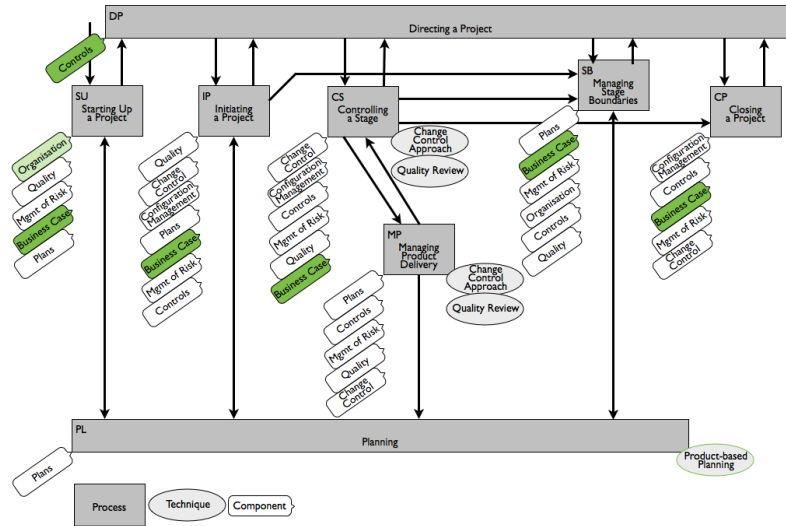 DP
Directing a Project
Controls
SU
Starting Up
a Project
IP
Initiating
a Project
CS
Controlling
a Stage
SB
Managing
Stage
Boundaries
CP
Closing
a Project
Organisation
Quality
Mgmt of Risk
Business Case
Plans
Quality
Change
Control
Configuration
Management
Plans
Business Case
Mgmt of Risk
Controls
Change
Control
Configuration
Management
Controls
Mgmt of Risk
Quality
Business Case
Change
Control
Approach
Quality Review
Plans
Business Case
Mgmt of Risk
Organisation
Controls
Quality
Configuration
Management
Controls
Business Case
Mgmt of Risk
Change
Control
MP
Managing
Product
Delivery
Change
Control
Approach
Quality Review
Plans
Controls
Mgmt of Risk
Quality
Change
Control
PL
Planning
Plans
Product-based
Planning
Process
Technique
Component